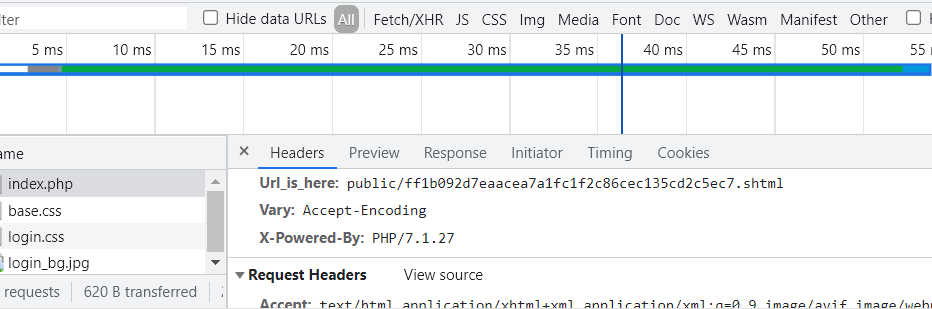 lter Hide data URLs All Fetch/XHR JS CSS Img Media Font Doc WS Wasm Manifest Other
5 ms 10 ms 15 ms 20 ms 25 ms 30 ms 35 ms 40 ms 45 ms 50 ms 55 ms
ame
× Headers Preview Response Initiator Timing Cookies
index.php
Url_is_here: public/ff1b092d7eaacea7a1fc1f2c86cec135cd2c5ec7.shtml
base.css
Vary: Accept-Encoding
login.css
X-Powered-By: PHP/7.1.27
login_bg.jpg
Request Headers View source
requests 620 B transferred
Accept: text/html,application/xhtml+xml,application/xml;q=0.9,image/avif,image/web